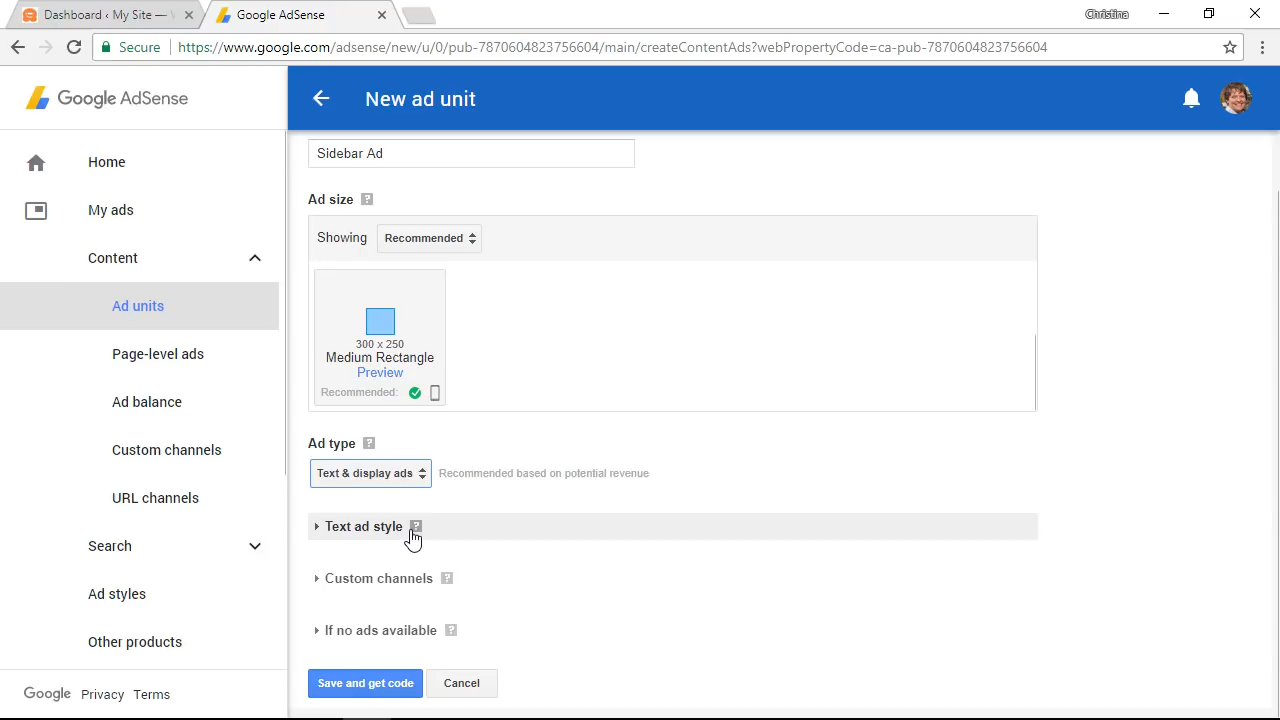 Dashboard ‹ My Site —
Google AdSense
Christina
Secure
https://www.google.com/adsense/new/u/0/pub-7870604823756604/main/createContentAds?webPropertyCode=ca-pub-7870604823756604
Google AdSense
New ad unit
Home
My ads
Content
Ad units
Page-level ads
Ad balance
Custom channels
URL channels
Search
Ad styles
Other products
Google Privacy Terms
Sidebar Ad
Ad size ?
Showing Recommended
300 x 250
Medium Rectangle
Preview
Recommended:
Ad type ?
Text & display ads Recommended based on potential revenue
Text ad style ?
Custom channels ?
If no ads available ?
Save and get code Cancel